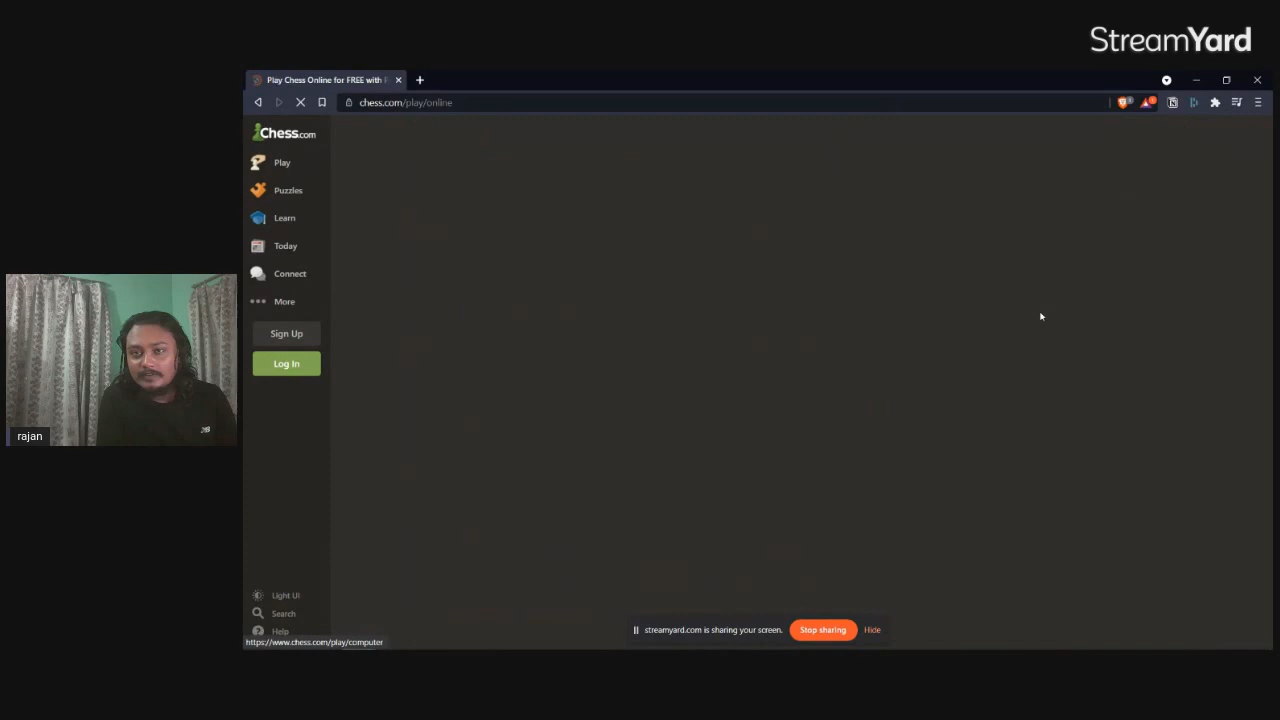 StreamYard
Play Chess Online for FREE with
chess.com/play/online
Chess.com
Play
Puzzles
Learn
Today
Connect
More
Sign Up
Log In
rajan
Light UI
Search
Help
streamyard.com is sharing your screen.
Stop sharing
Hide
https://www.chess.com/play/computer